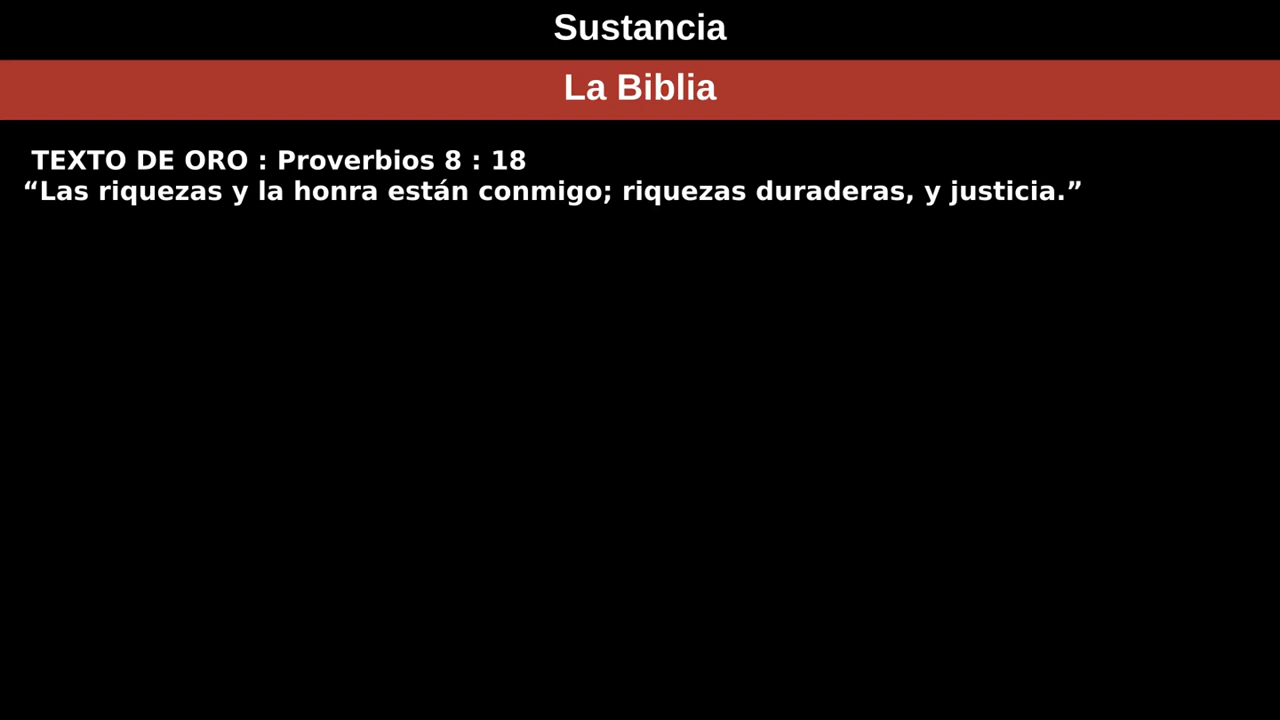 Sustancia
La Biblia
TEXTO DE ORO : Proverbios 8 : 18
“Las riquezas y la honra están conmigo; riquezas duraderas, y justicia.”